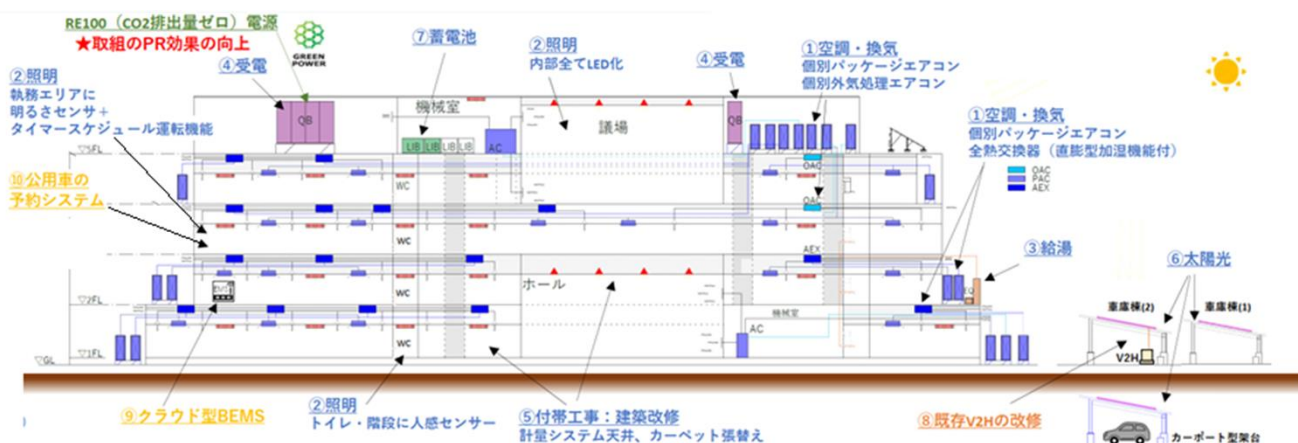 RE100（CO2排出量ゼロ）電源
★取組のPR効果の向上
GREEN
POWER
⑦蓄電池
②照明
内部全てLED化
④受電
①空調・換気
個別パッケージエアコン
個別外気処理エアコン
④受電
②照明
執務エリアに
明るさセンサ＋
タイマースケジュール運転機能
①空調・換気
個別パッケージエアコン
全熱交換器（直膨型加湿機能付）
OAC
PAC
AEX
機械室
議場
QB
QB
LIB LIB LIB LIB
AC
▽5FL
OAC
WC
⑩公用車の
予約システム
OAC
WC
AEX
WC
③給湯
⑥太陽光
ホール
WC
EQ
▽2FL
車庫棟(2)
車庫棟(1)
機械室
AC
WC
V2H
▽GL
▽1FL
⑨クラウド型BEMS
②照明
トイレ・階段に人感センサー
⑤付帯工事：建築改修
計量システム天井、カーペット張替え
⑧既存V2Hの改修
カーポート型架台